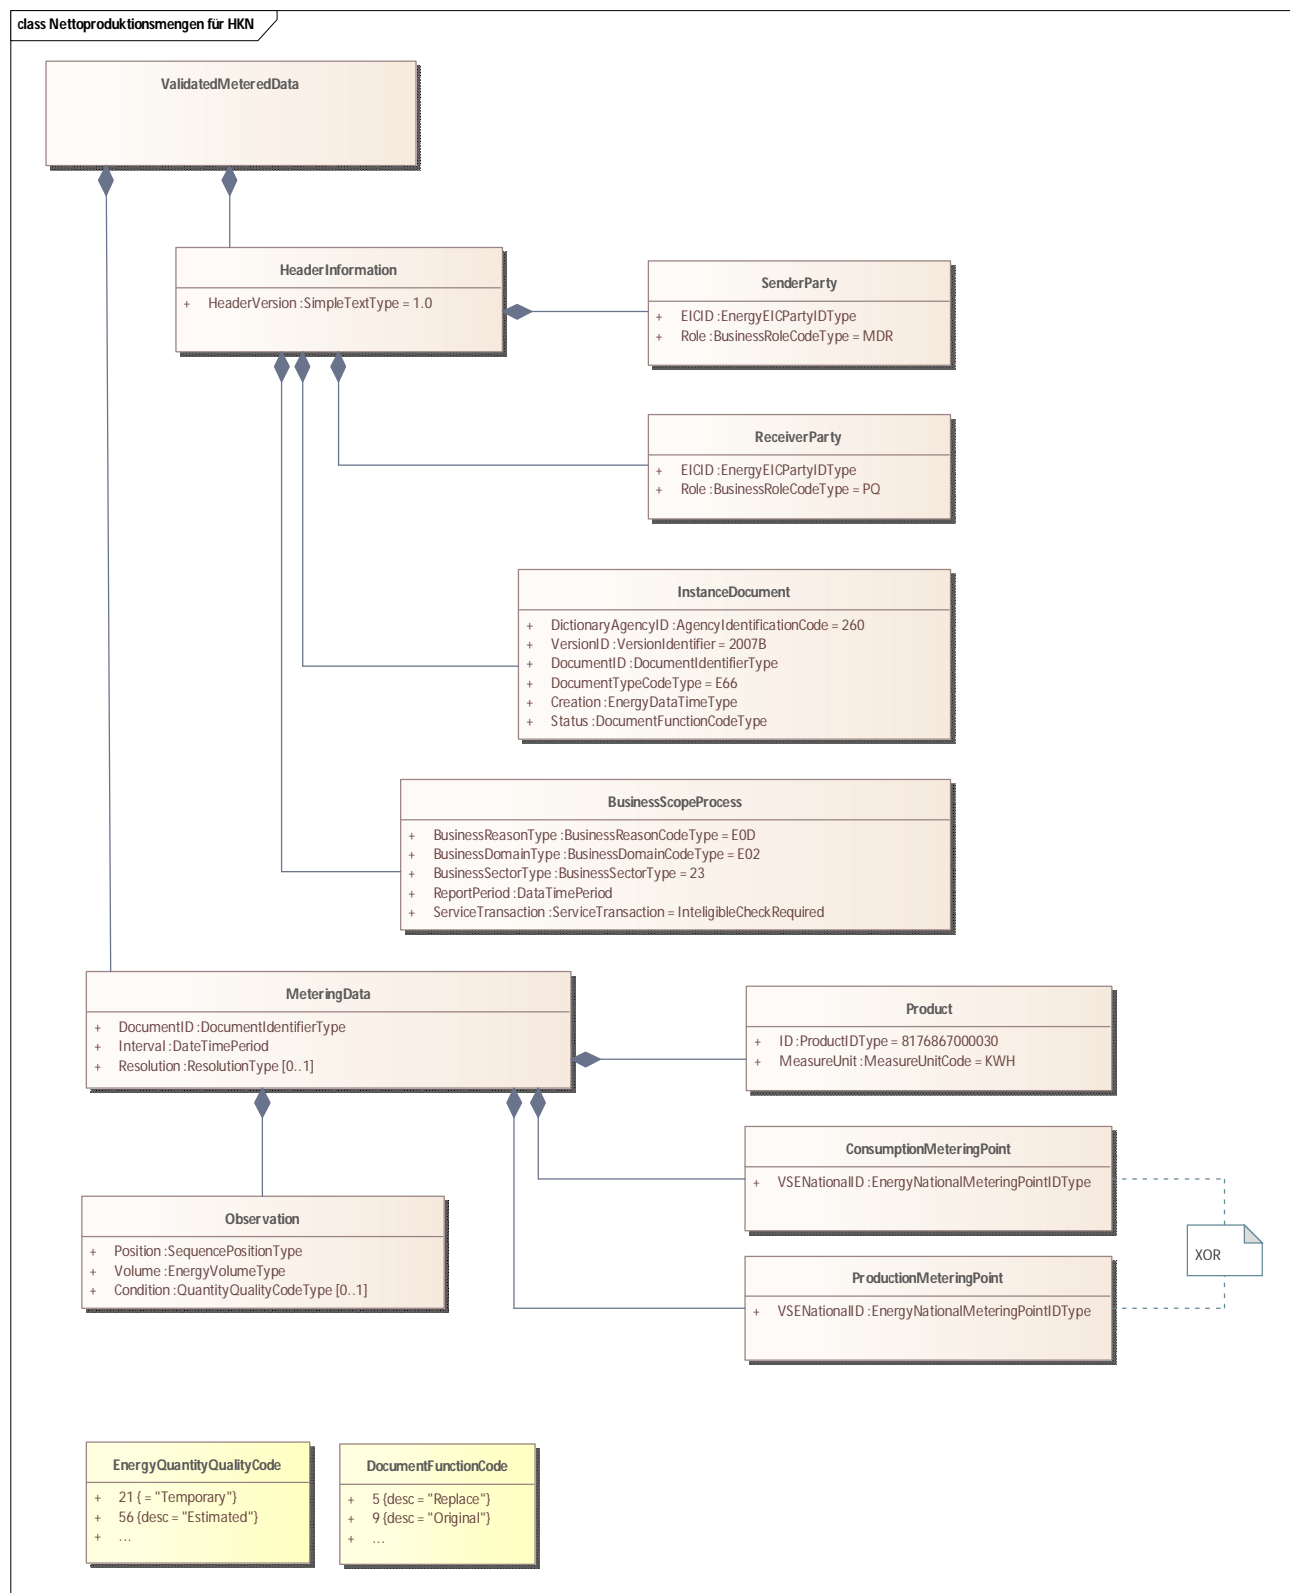 class Nettoproduktionsmengen für HKN
ValidatedMeteredData
HeaderInformation
+ HeaderVersion :SimpleTextType = 1.0
SenderParty
+ EICID :EnergyEICPartyIDType
+ Role :BusinessRoleCodeType = MDR
ReceiverParty
+ EICID :EnergyEICPartyIDType
+ Role :BusinessRoleCodeType = PQ
InstanceDocument
+ DictionaryAgencyID :AgencyIdentificationCode = 260
+ VersionID :VersionIdentifier = 2007B
+ DocumentID :DocumentIdentifierType
+ DocumentTypeCodeType = E66
+ Creation :EnergyDataTimeType
+ Status :DocumentFunctionCodeType
BusinessScopeProcess
+ BusinessReasonType :BusinessReasonCodeType = E0D
+ BusinessDomainType :BusinessDomainCodeType = E02
+ BusinessSectorType :BusinessSectorType = 23
+ ReportPeriod :DataTimePeriod
+ ServiceTransaction :ServiceTransaction = InteligibleCheckRequired
MeteringData
+ DocumentID :DocumentIdentifierType
+ Interval :DateTimePeriod
+ Resolution :ResolutionType [0..1]
Product
+ ID :ProductIDType = 8176867000030
+ MeasureUnit :MeasureUnitCode = KWH
ConsumptionMeteringPoint
+ VSENationalID :EnergyNationalMeteringPointIDType
Observation
+ Position :SequencePositionType
+ Volume :EnergyVolumeType
+ Condition :QuantityQualityCodeType [0..1]
XOR
ProductionMeteringPoint
+ VSENationalID :EnergyNationalMeteringPointIDType
EnergyQuantityQualityCode
+ 21 { = "Temporary"}
+ 56 {desc = "Estimated"}
+ ...
DocumentFunctionCode
+ 5 {desc = "Replace"}
+ 9 {desc = "Original"}
+ ...